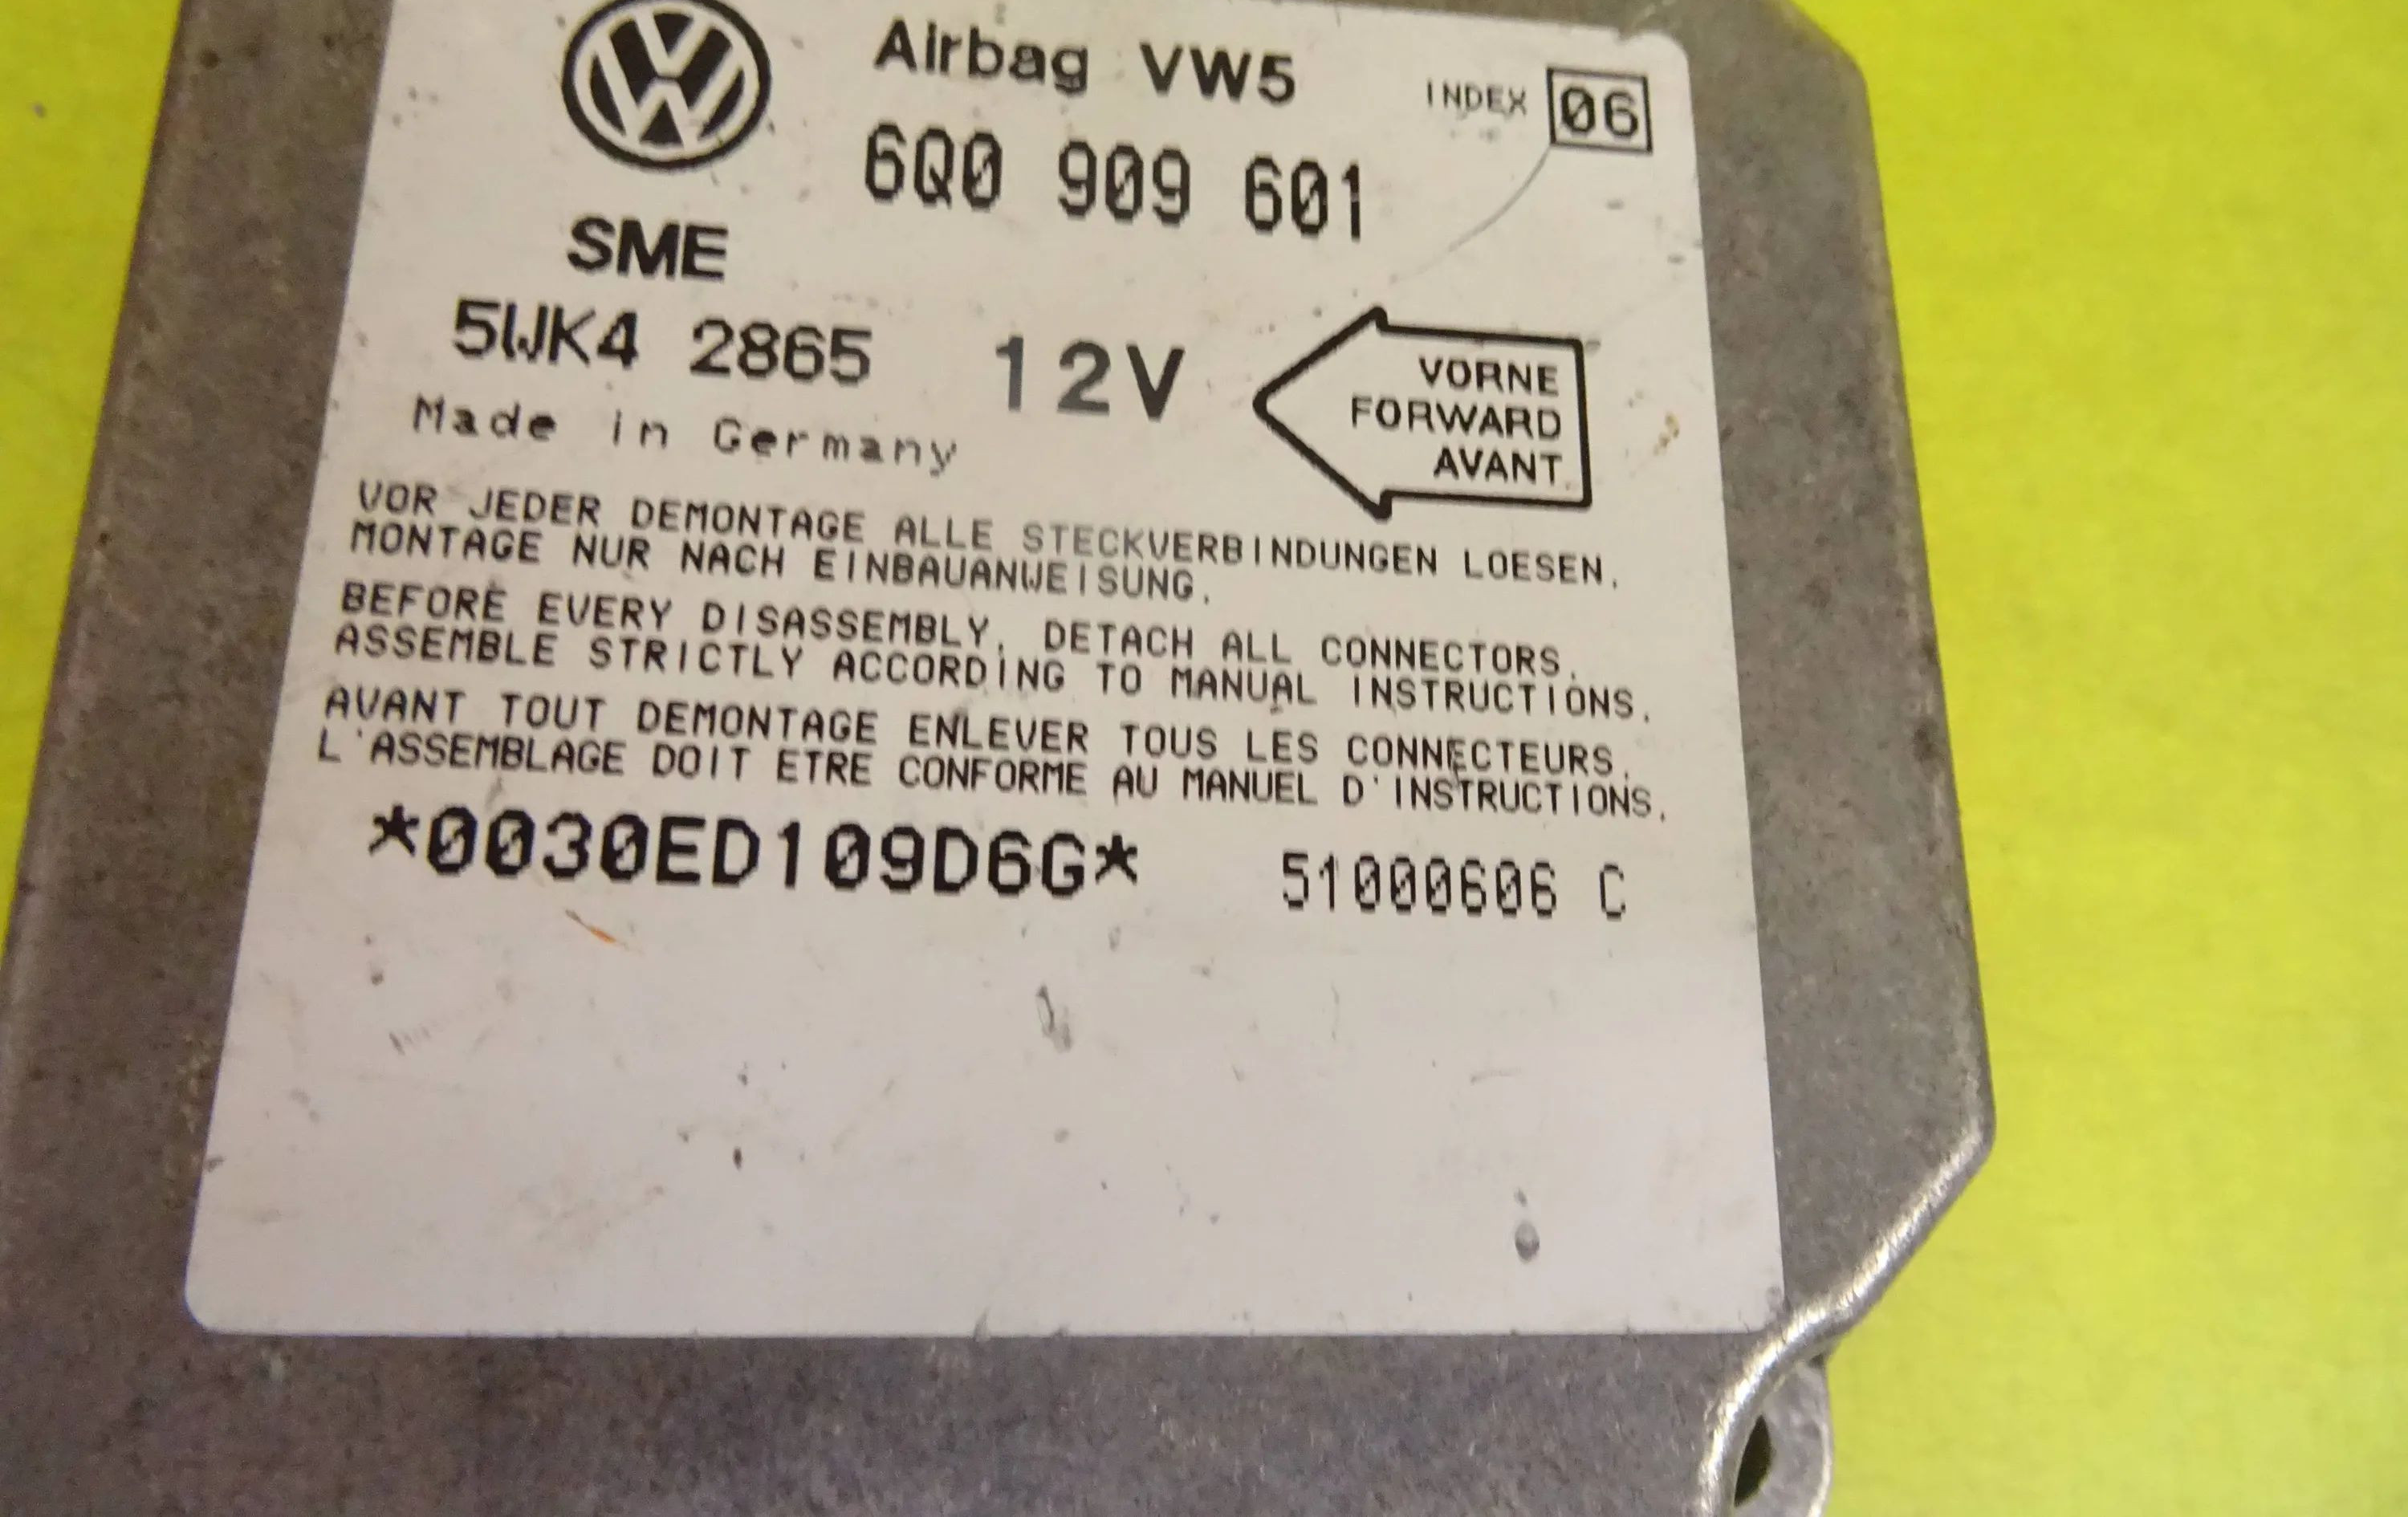 Airbag VW5
INDEX 06
6Q0 909 601
SME
5WK4 2865 12V
VORNE
FORWARD
AVANT
Made in Germany
VOR JEDER DEMONTAGE ALLE STECKVERBINDUNGEN LOESEN.
MONTAGE NUR NACH EINBAUANWEISUNG.
BEFORE EVERY DISASSEMBLY, DETACH ALL CONNECTORS.
ASSEMBLE STRICTLY ACCORDING TO MANUAL INSTRUCTIONS.
AVANT TOUT DEMONTAGE ENLEVER TOUS LES CONNECTEURS.
L'ASSEMBLAGE DOIT ETRE CONFORME AU MANUEL D'INSTRUCTIONS.
*0030ED109D6G* 51000606 C